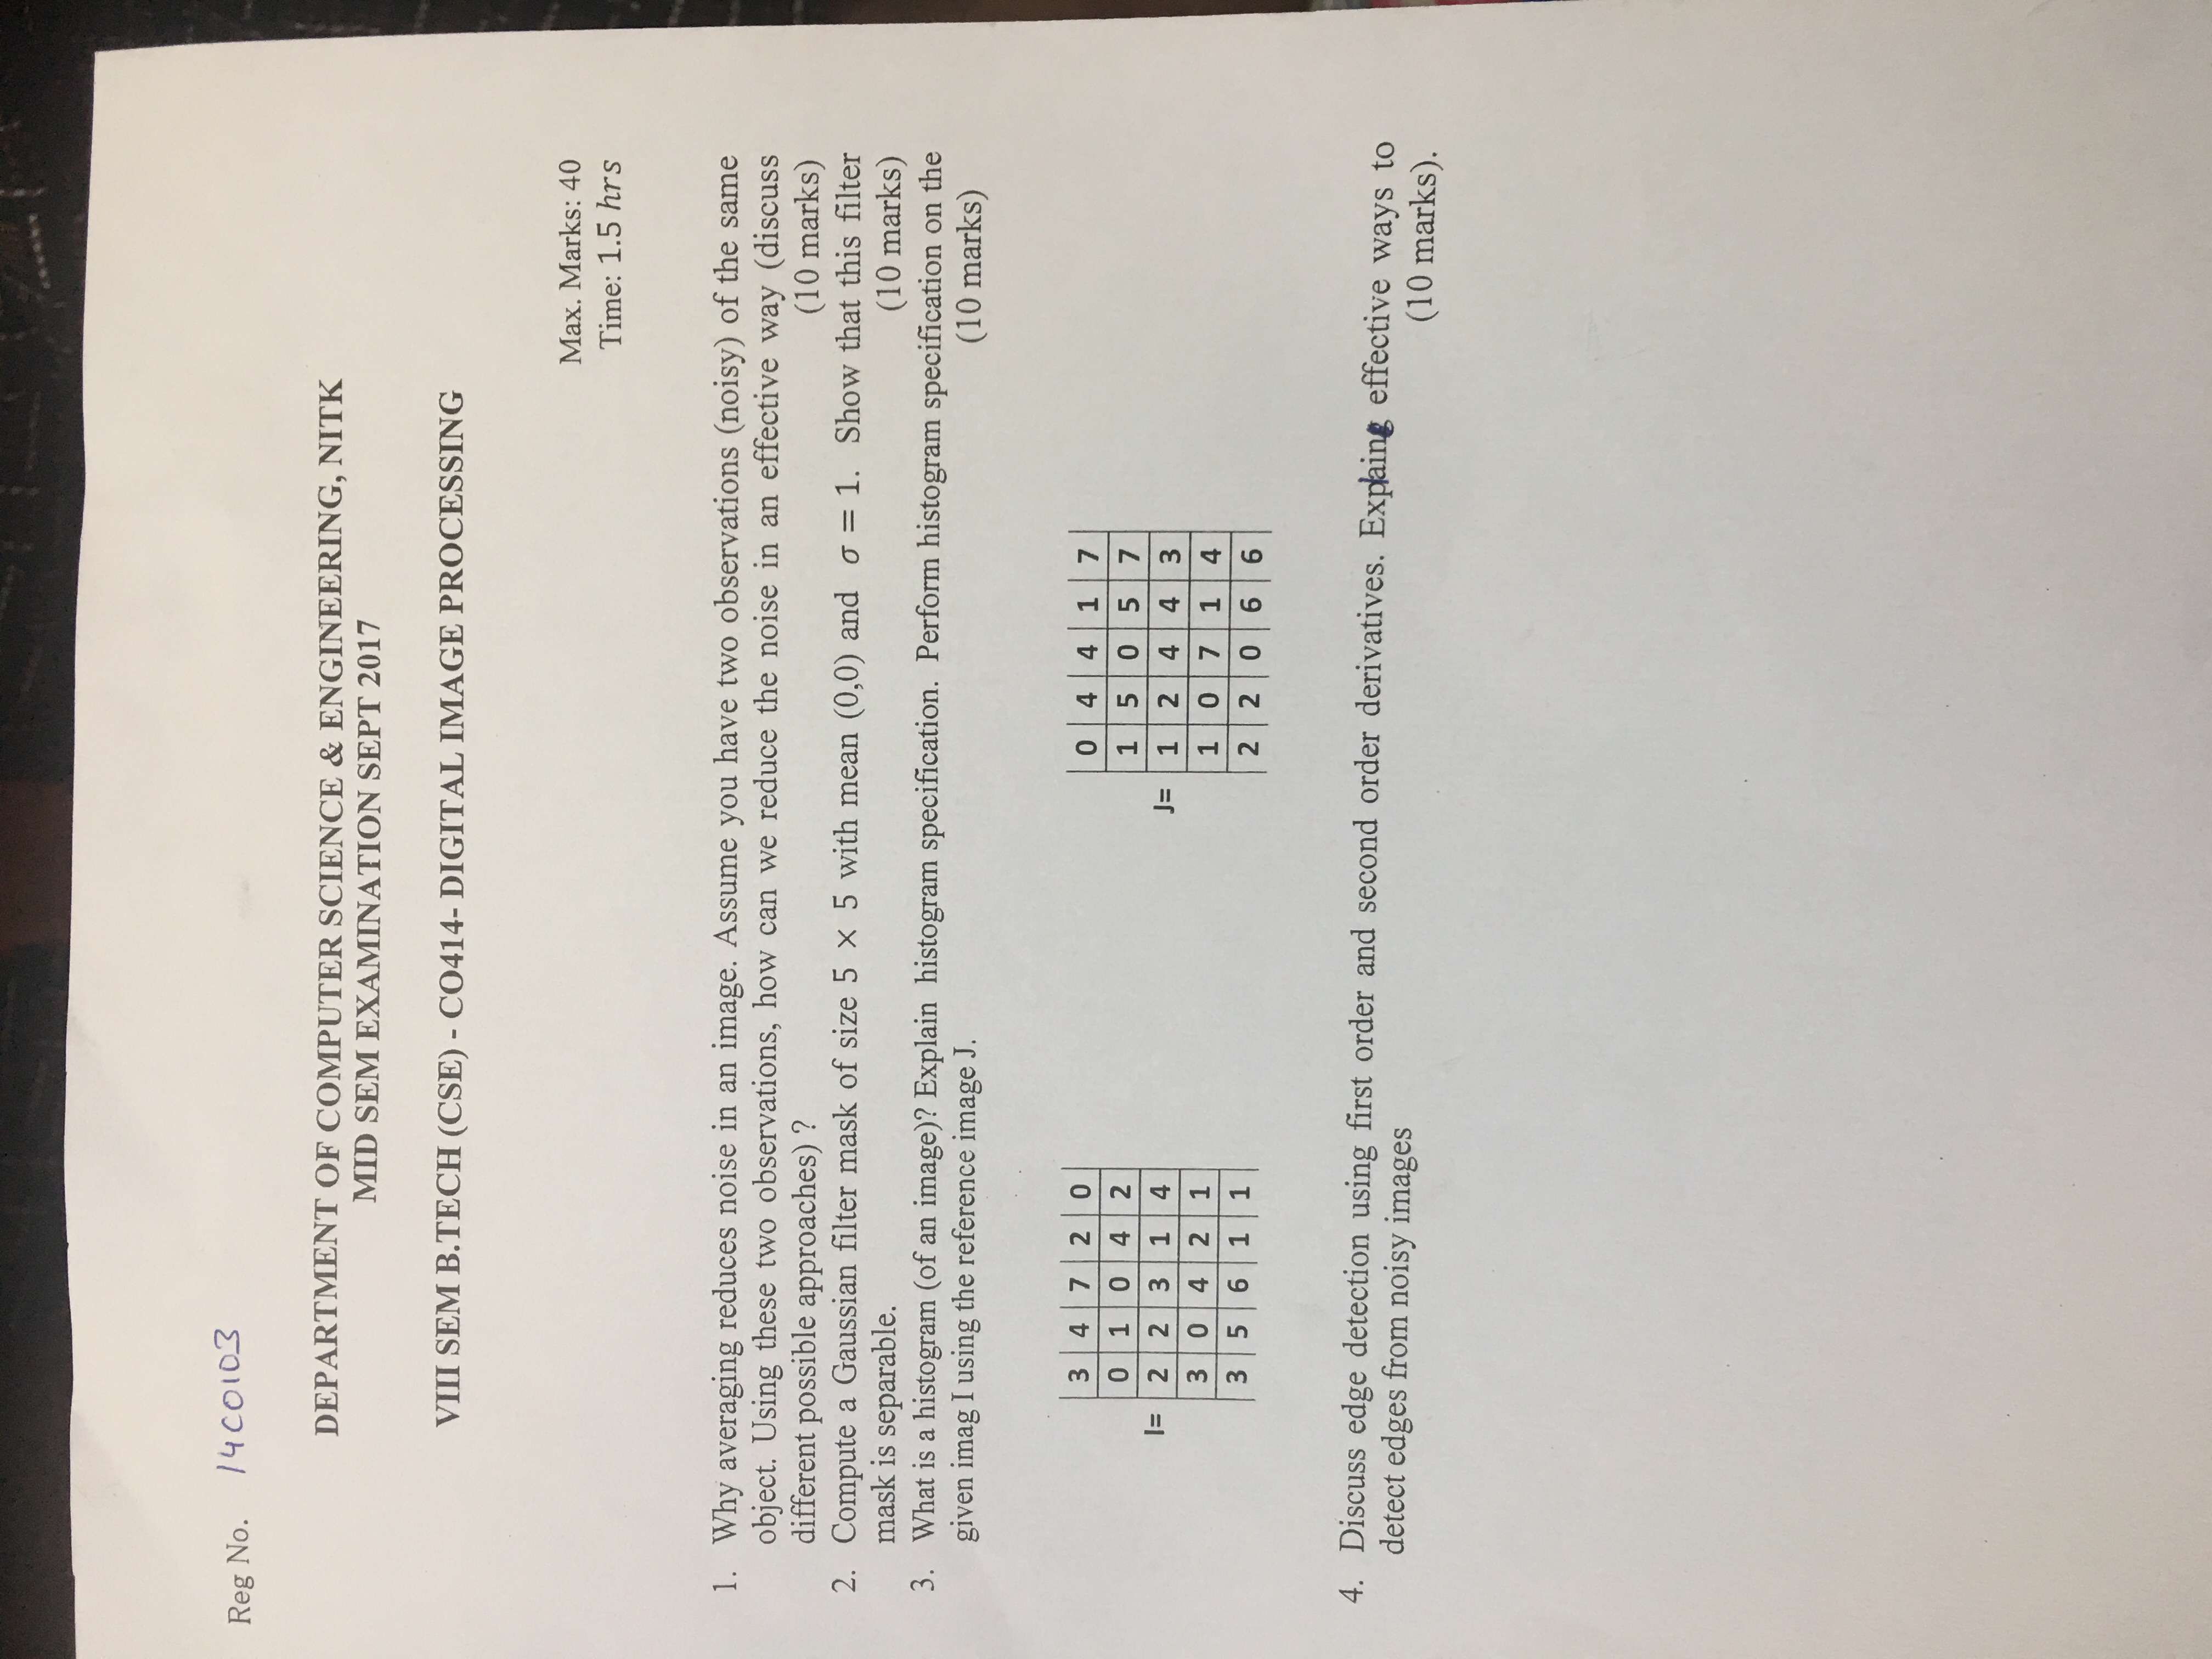 Reg No. 14CO103
DEPARTMENT OF COMPUTER SCIENCE & ENGINEERING, NITK
MID SEM EXAMINATION SEPT 2017
VIII SEM B.TECH (CSE) - CO414- DIGITAL IMAGE PROCESSING
Max. Marks: 40
Time: 1.5 hrs
1. Why averaging reduces noise in an image. Assume you have two observations (noisy) of the same
object. Using these two observations, how can we reduce the noise in an effective way (discuss
different possible approaches) ? (10 marks)
2. Compute a Gaussian filter mask of size 5 × 5 with mean (0,0) and σ = 1. Show that this filter
mask is separable. (10 marks)
3. What is a histogram (of an image)? Explain histogram specification. Perform histogram specification on the
given imag I using the reference image J. (10 marks)
I=
3 4 7 2 0
0 1 0 4 2
2 2 3 1 4
3 0 4 2 1
3 5 6 1 1
J=
0 4 4 1 7
1 5 0 5 7
1 2 4 4 3
1 0 7 1 4
2 2 0 6 6
4. Discuss edge detection using first order and second order derivatives. Explaing effective ways to
detect edges from noisy images (10 marks).